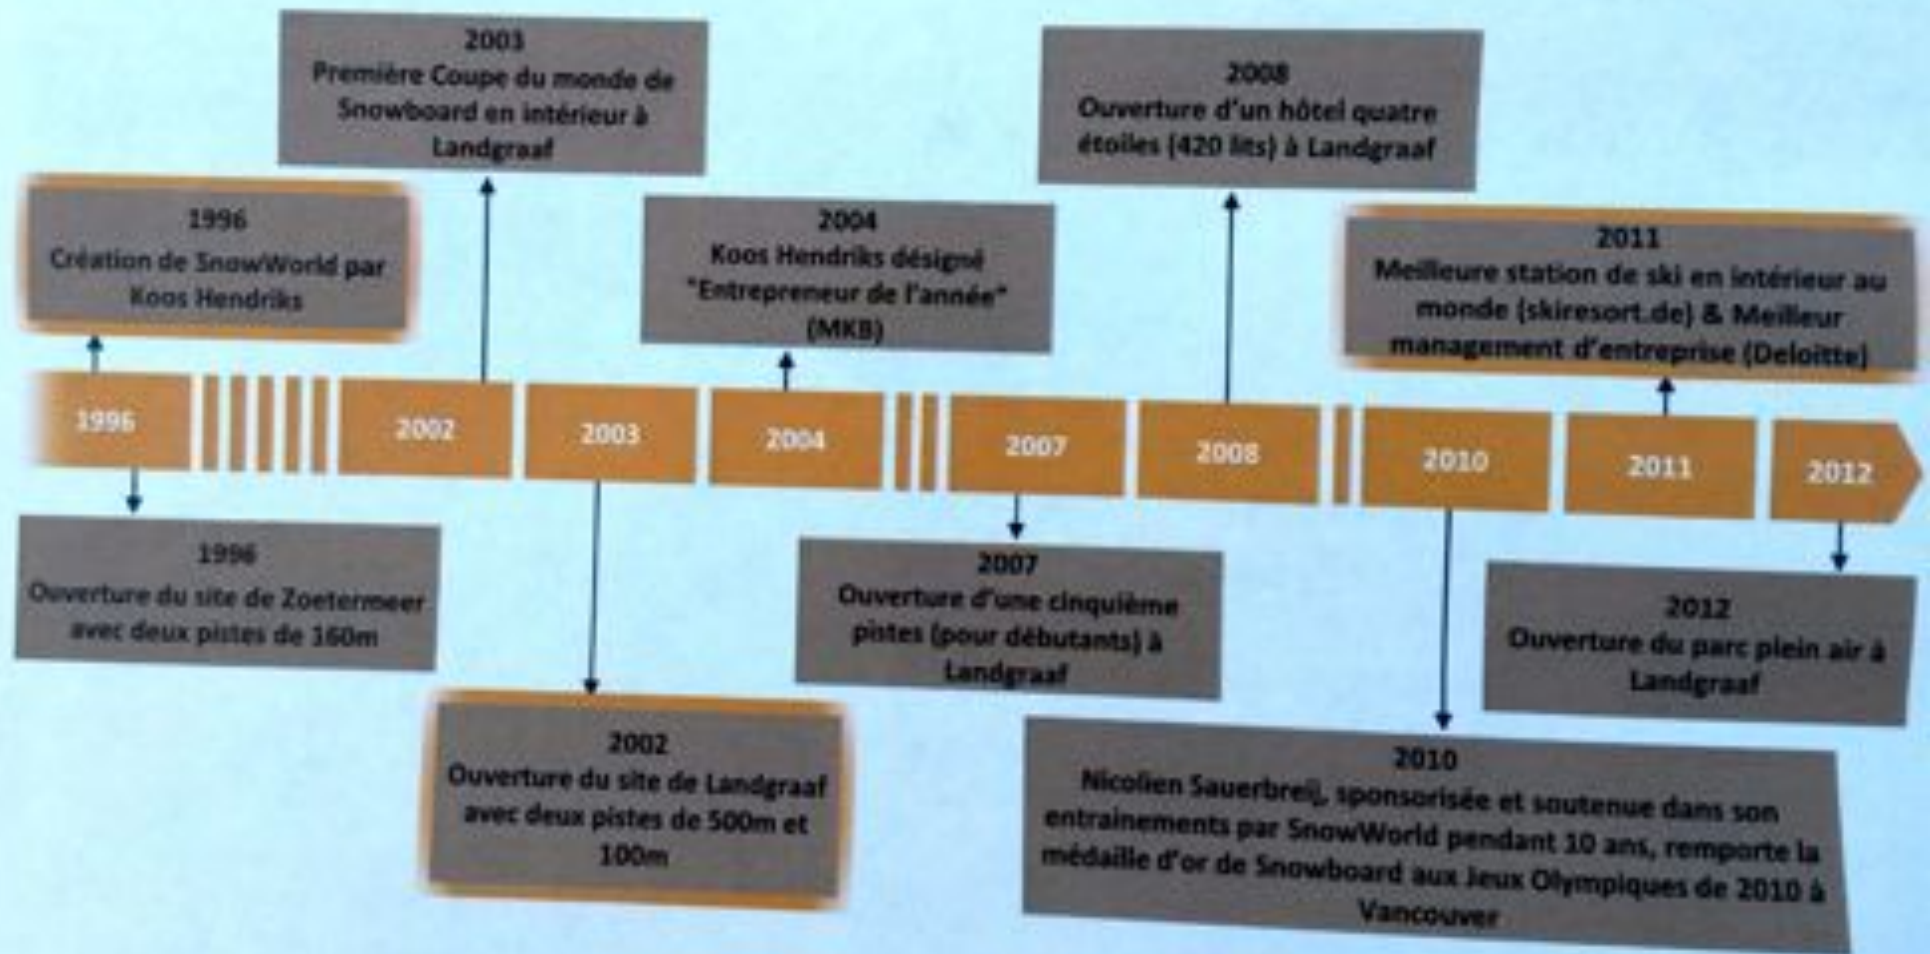 2003
Première Coupe du monde de
Snowboard en intérieur à
Landgraaf
2008
Ouverture d'un hôtel quatre
étoiles (420 lits) à Landgraaf
1996
Création de SnowWorld par
Koos Hendriks
2004
Koos Hendriks désigné
"Entrepreneur de l'année"
(MKB)
2011
Meilleure station de ski en intérieur au
monde (skiresort.de) & Meilleur
management d'entreprise (Deloitte)
1996
2002
2003
2004
2007
2008
2010
2011
2012
1996
Ouverture du site de Zoetermeer
avec deux pistes de 160m
2002
Ouverture du site de Landgraaf
avec deux pistes de 500m et
100m
2007
Ouverture d'une cinquième
pistes (pour débutants) à
Landgraaf
2010
Nicolien Sauerbreij, sponsorisée et soutenue dans son
entrainements par SnowWorld pendant 10 ans, remporte la
médaille d'or de Snowboard aux Jeux Olympiques de 2010 à
Vancouver
2012
Ouverture du parc plein air à
Landgraaf